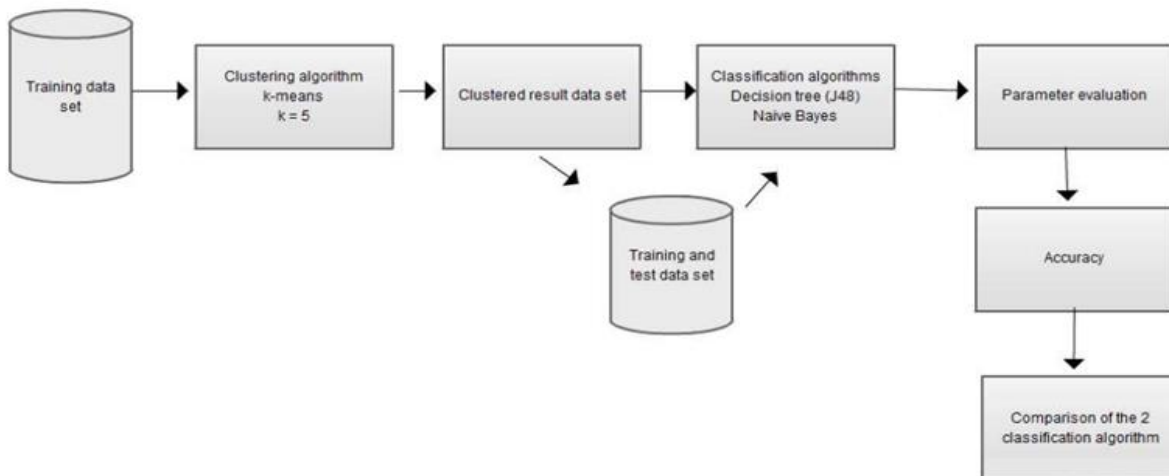 Training data
set
Clustering algorithm
k-means
k = 5
Clustered result data set
Classification algorithms
Decision tree (J48)
Naive Bayes
Parameter evaluation
Training and
test data set
Accuracy
Comparison of the 2
classification algorithm